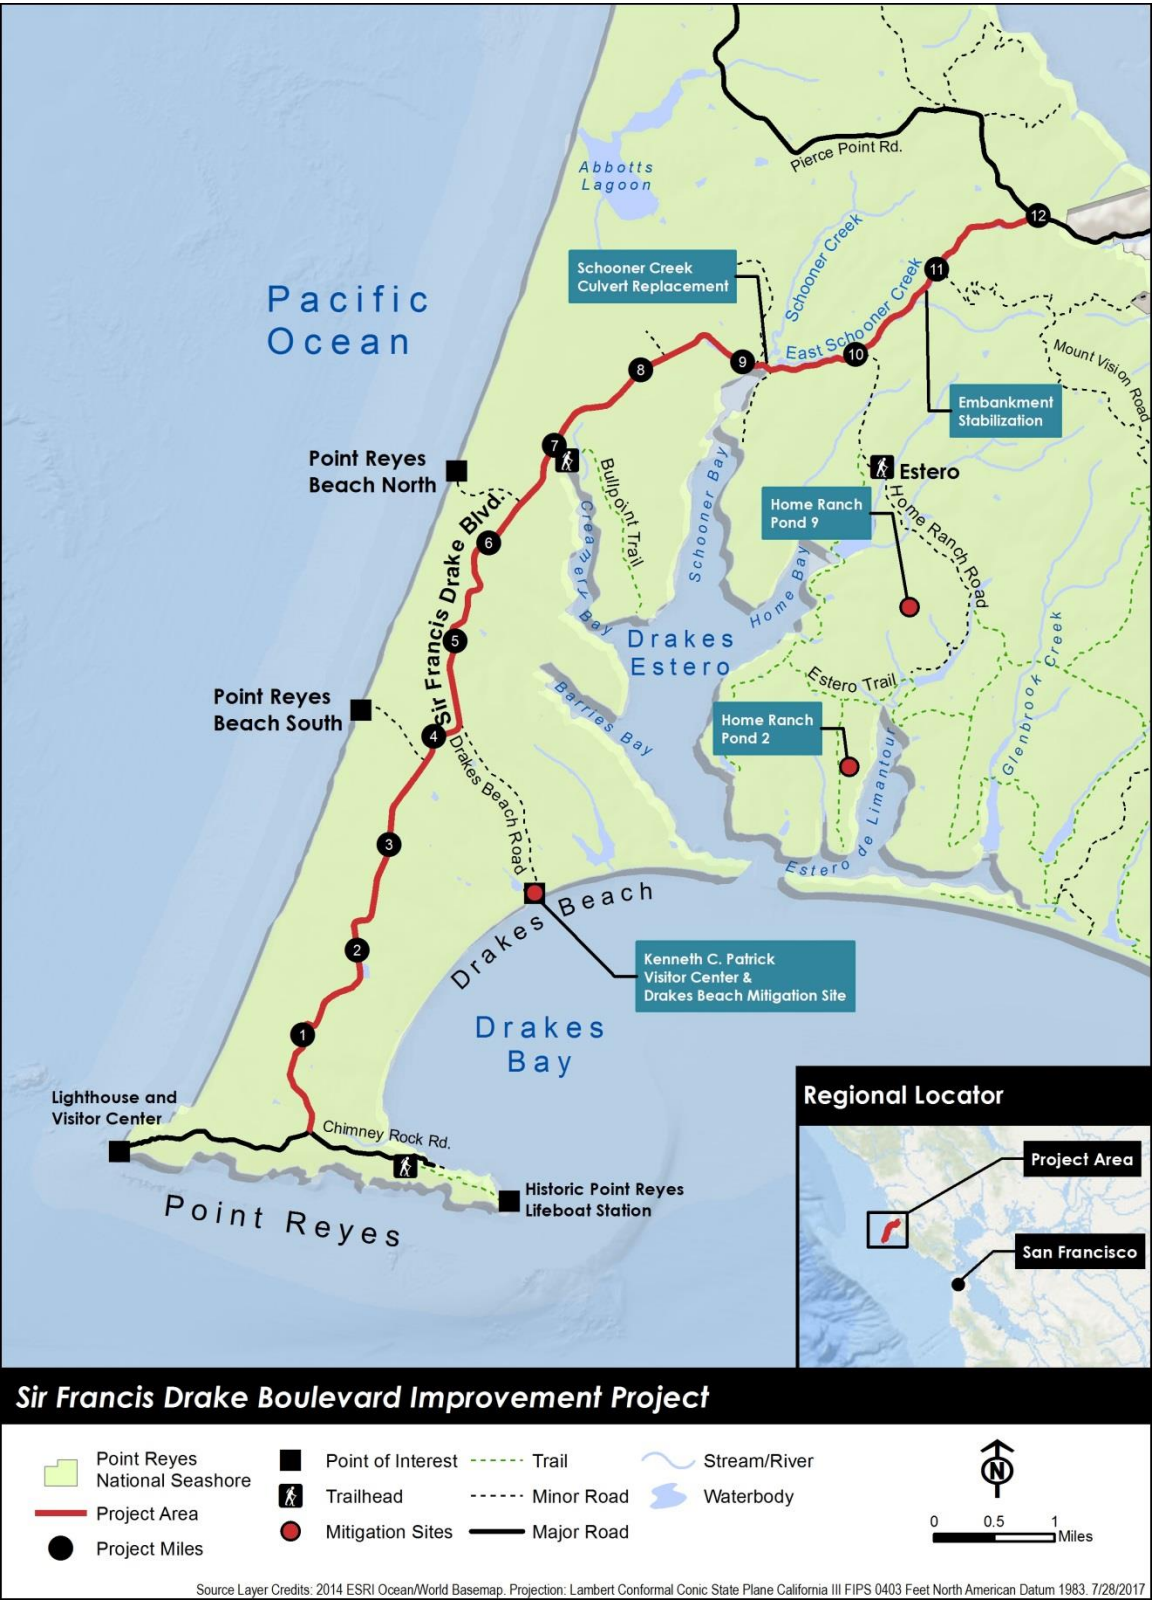 Abbotts
Lagoon
Pierce Point Rd.
12
Schooner Creek
11
Schooner Creek
Culvert Replacement
Pacific
Ocean
East Schooner Creek
10
9
8
Mount Vision Road
Embankment
Stabilization
7
Point Reyes
Beach North
Bullpoint Trail
Schooner Bay
Estero
Home Ranch
Pond 9
Home Ranch Road
Sir Francis Drake Blvd.
6
Creamery Bay
Home Bay
5
Drakes
Estero
Glenbrook Creek
Estero Trail
Point Reyes
Beach South
Barries Bay
Home Ranch
Pond 2
4
Drakes Beach Road
Estero de Limantour
3
Drakes Beach
2
Kenneth C. Patrick
Visitor Center &
Drakes Beach Mitigation Site
1
Drakes
Bay
Lighthouse and
Visitor Center
Chimney Rock Rd.
Historic Point Reyes
Lifeboat Station
Point Reyes
Regional Locator
Project Area
San Francisco
Sir Francis Drake Boulevard Improvement Project
Point Reyes
National Seashore
Project Area
Project Miles
Point of Interest
Trailhead
Mitigation Sites
Trail
Minor Road
Major Road
Stream/River
Waterbody
N
0 0.5 1
Miles
Source Layer Credits: 2014 ESRI Ocean/World Basemap. Projection: Lambert Conformal Conic State Plane California III FIPS 0403 Feet North American Datum 1983. 7/28/2017